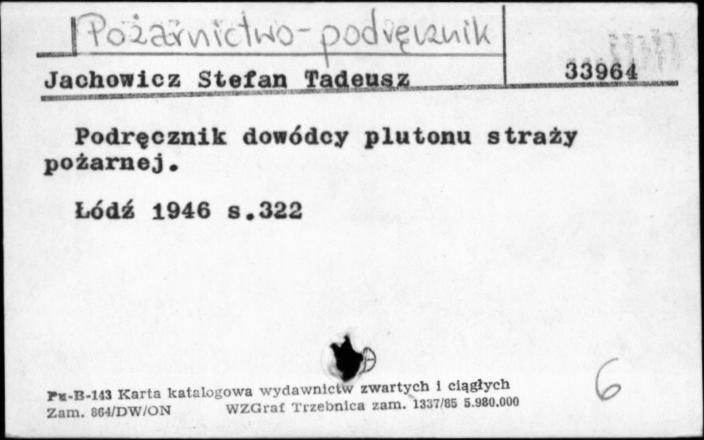 Pożarnictwo - podręcznik
Jachowicz Stefan Tadeusz 33964
Podręcznik dowódcy plutonu straży
pożarnej.
Łódź 1946 s.322
Pu-B-143 Karta katalogowa wydawnictw zwartych i ciągłych
Zam. 864/DW/ON WZGraf Trzebnica zam. 1337/85 5.980.000
6